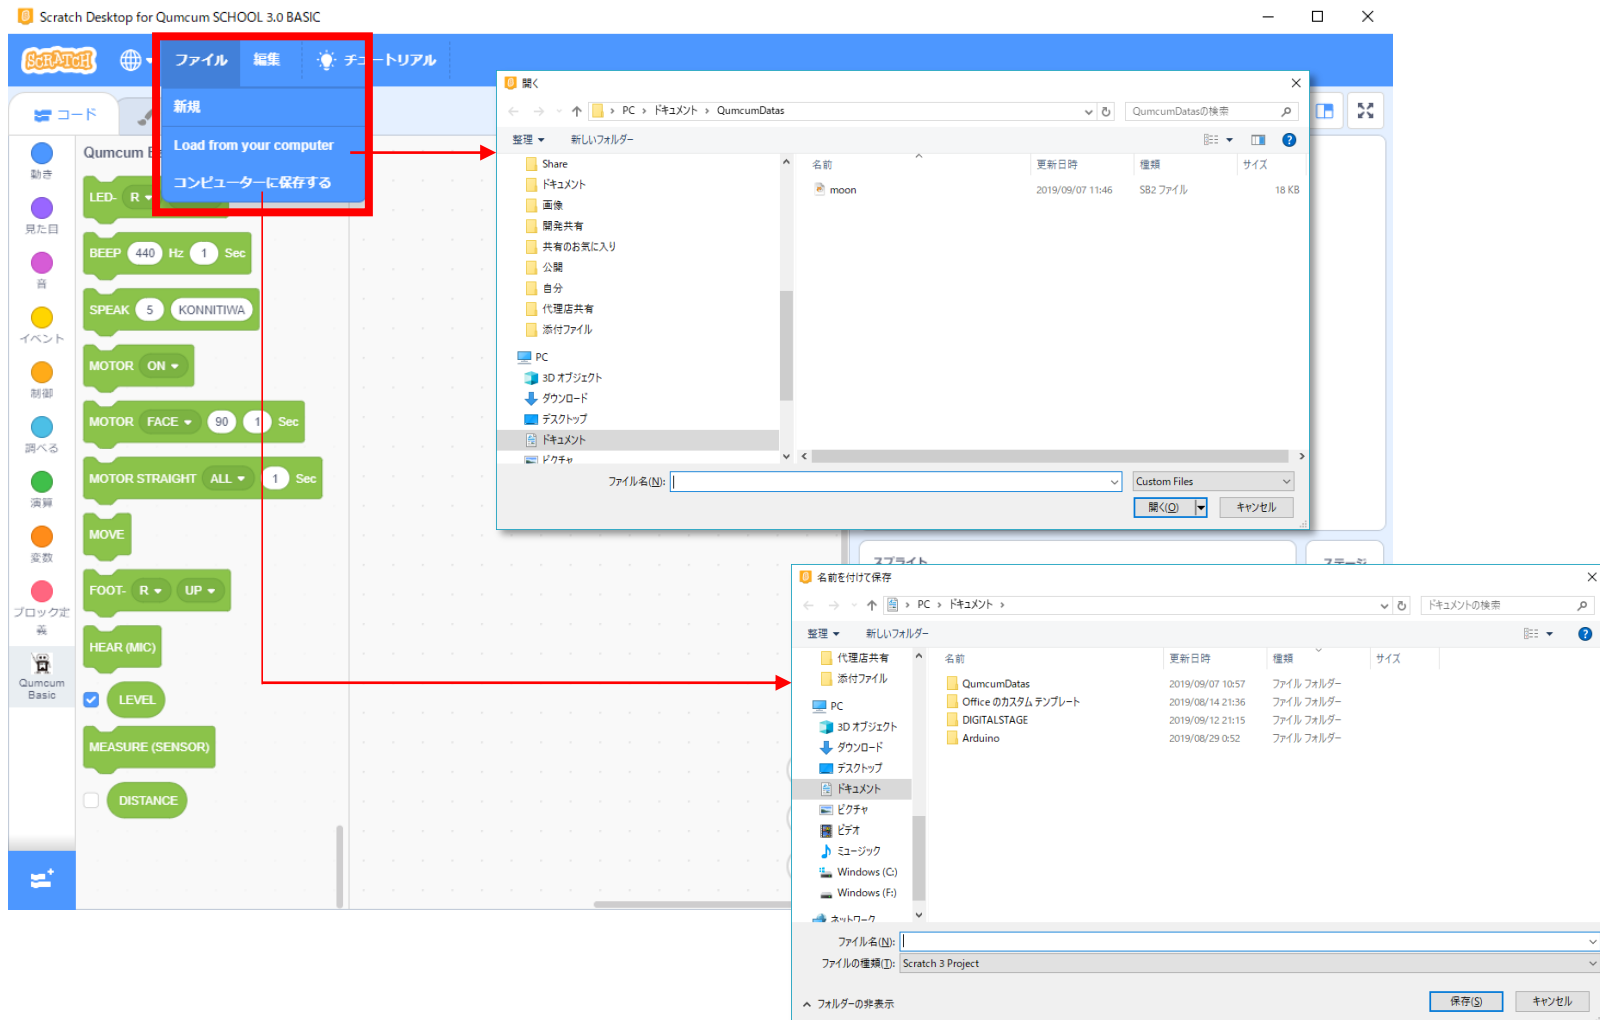 Scratch Desktop for Qumcum SCHOOL 3.0 BASIC
SCRATCH
ファイル
編集
チュートリアル
新規
Load from your computer
コンピューターに保存する
コード
動き
見た目
音
イベント
制御
調べる
演算
変数
ブロック定
義
Qumcum
Basic
LED- R
BEEP 440 Hz 1 Sec
SPEAK 5 KONNITIWA
MOTOR ON
MOTOR FACE 90 1 Sec
MOTOR STRAIGHT ALL 1 Sec
MOVE
FOOT- R UP
HEAR (MIC)
LEVEL
MEASURE (SENSOR)
DISTANCE
開く
PC › ドキュメント › QumcumDatas
QumcumDatasの検索
整理 新しいフォルダー
Share
ドキュメント
画像
開発共有
共有のお気に入り
公開
自分
代理店共有
添付ファイル
PC
3D オブジェクト
ダウンロード
デスクトップ
ドキュメント
ピクチャ
名前 更新日時 種類 サイズ
moon 2019/09/07 11:46 SB2 ファイル 18 KB
ファイル名(N):
Custom Files
開く(O) キャンセル
スプライト
ステージ
名前を付けて保存
PC › ドキュメント ›
ドキュメントの検索
整理 新しいフォルダー
代理店共有
添付ファイル
PC
3D オブジェクト
ダウンロード
デスクトップ
ドキュメント
ピクチャ
ビデオ
ミュージック
Windows (C:)
Windows (F:)
ネットワーク
名前 更新日時 種類 サイズ
QumcumDatas 2019/09/07 10:57 ファイル フォルダー
Office のカスタム テンプレート 2019/08/14 21:36 ファイル フォルダー
DIGITALSTAGE 2019/09/12 21:15 ファイル フォルダー
Arduino 2019/08/29 0:52 ファイル フォルダー
ファイル名(N):
ファイルの種類(T): Scratch 3 Project
フォルダーの非表示
保存(S) キャンセル